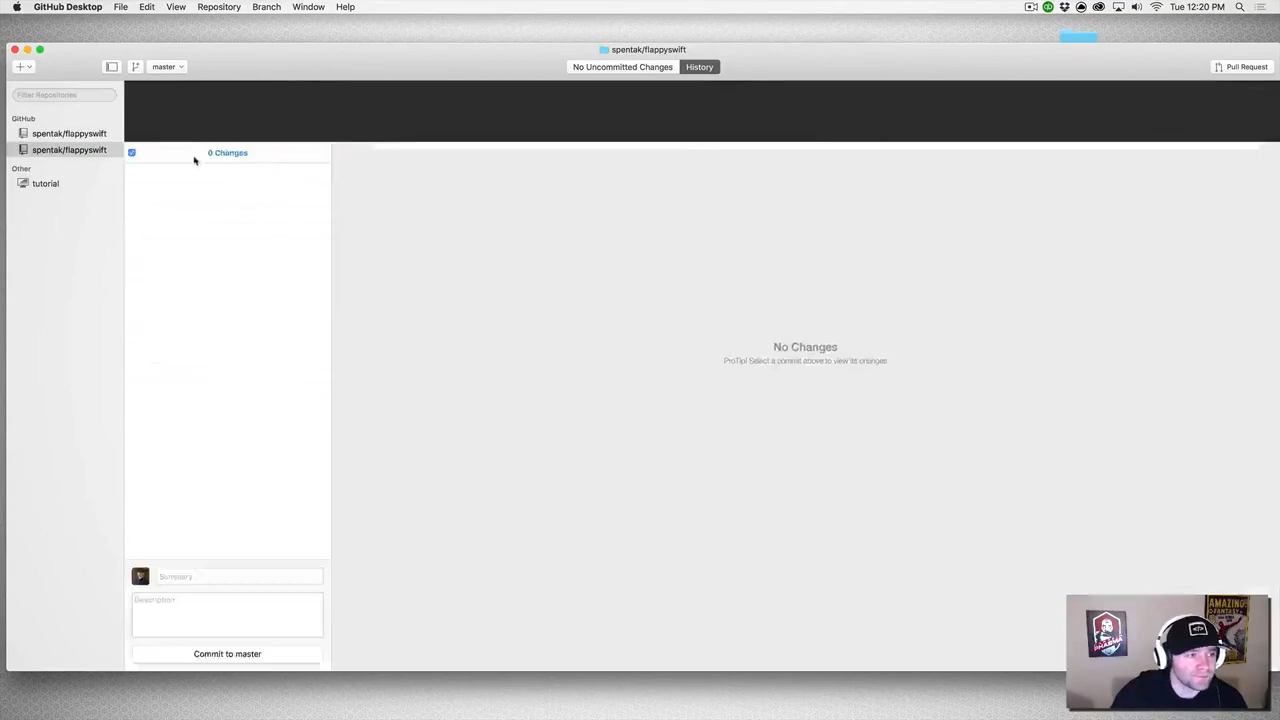 GitHub Desktop File Edit View Repository Branch Window Help Tue 12:20 PM
spentak/flappyswift
master No Uncommitted Changes History Pull Request
Filter Repositories
GitHub
spentak/flappyswift
spentak/flappyswift
Other
tutorial
0 Changes
No Changes
ProTip! Select a commit above to view its changes
Summary
Description
Commit to master
AMAZING
FANTASY